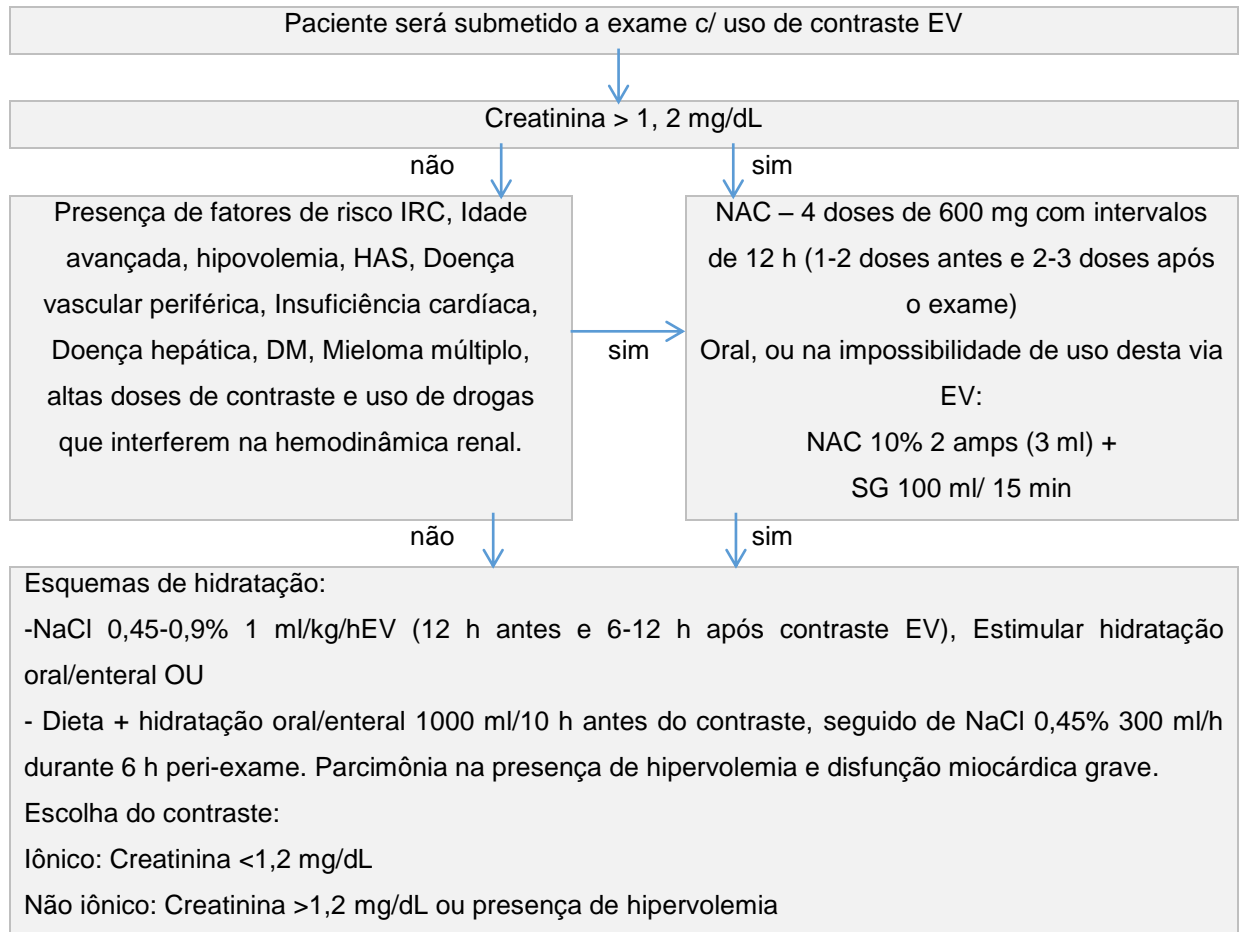 Paciente será submetido a exame c/ uso de contraste EV
Creatinina > 1, 2 mg/dL
não
sim
Presença de fatores de risco IRC, Idade
avançada, hipovolemia, HAS, Doença
vascular periférica, Insuficiência cardíaca,
Doença hepática, DM, Mieloma múltiplo,
altas doses de contraste e uso de drogas
que interferem na hemodinâmica renal.
sim
NAC – 4 doses de 600 mg com intervalos
de 12 h (1-2 doses antes e 2-3 doses após
o exame)
Oral, ou na impossibilidade de uso desta via
EV:
NAC 10% 2 amps (3 ml) +
SG 100 ml/ 15 min
não
sim
Esquemas de hidratação:
-NaCl 0,45-0,9% 1 ml/kg/hEV (12 h antes e 6-12 h após contraste EV), Estimular hidratação
oral/enteral OU
- Dieta + hidratação oral/enteral 1000 ml/10 h antes do contraste, seguido de NaCl 0,45% 300 ml/h
durante 6 h peri-exame. Parcimônia na presença de hipervolemia e disfunção miocárdica grave.
Escolha do contraste:
Iônico: Creatinina <1,2 mg/dL
Não iônico: Creatinina >1,2 mg/dL ou presença de hipervolemia